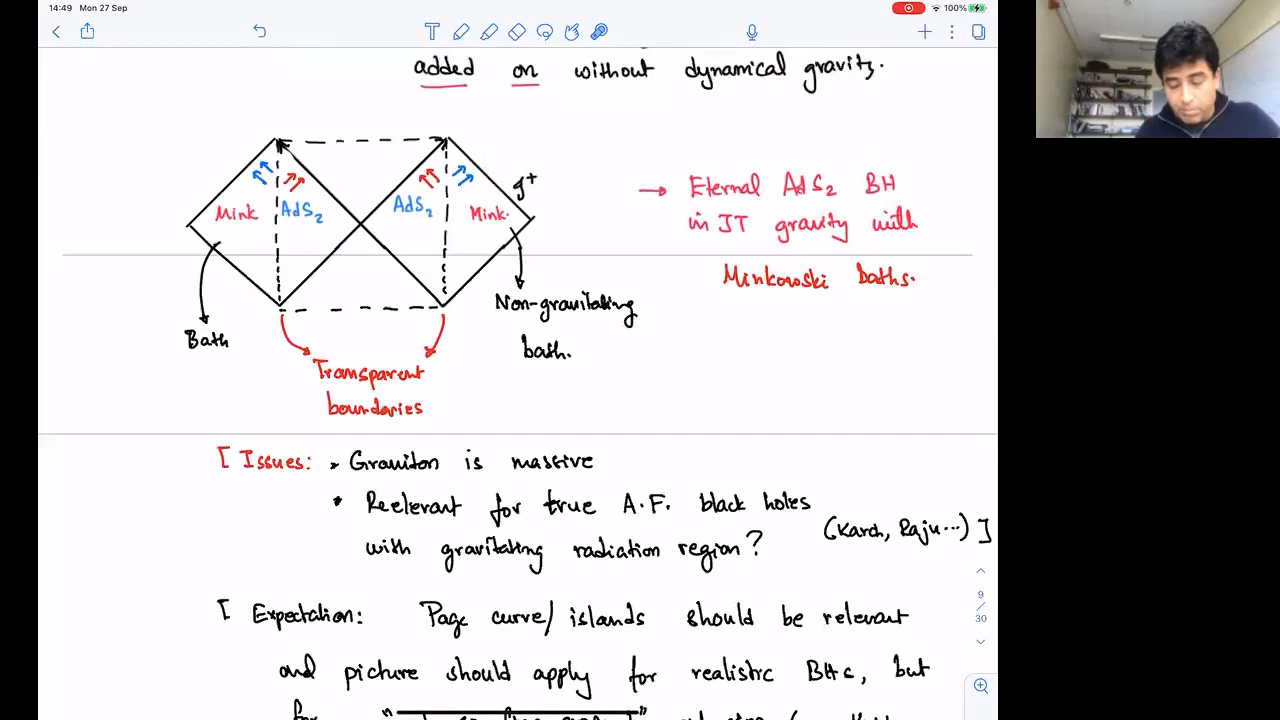 14:49 Mon 27 Sep
100%
added on without dynamical gravity.
Mink
AdS2
AdS2
Mink.
g+
→ Eternal AdS2 BH
in JT gravity with
Minkowski baths.
Bath
Non-gravitating
bath.
Transparent
boundaries
[ Issues: • Graviton is massive
• Reelevant for true A.F. black holes
with gravitating radiation region?
(Karch, Raju...) ]
9
/
30
[ Expectation: Page curve/ islands should be relevant
and picture should apply for realistic BHs, but
for